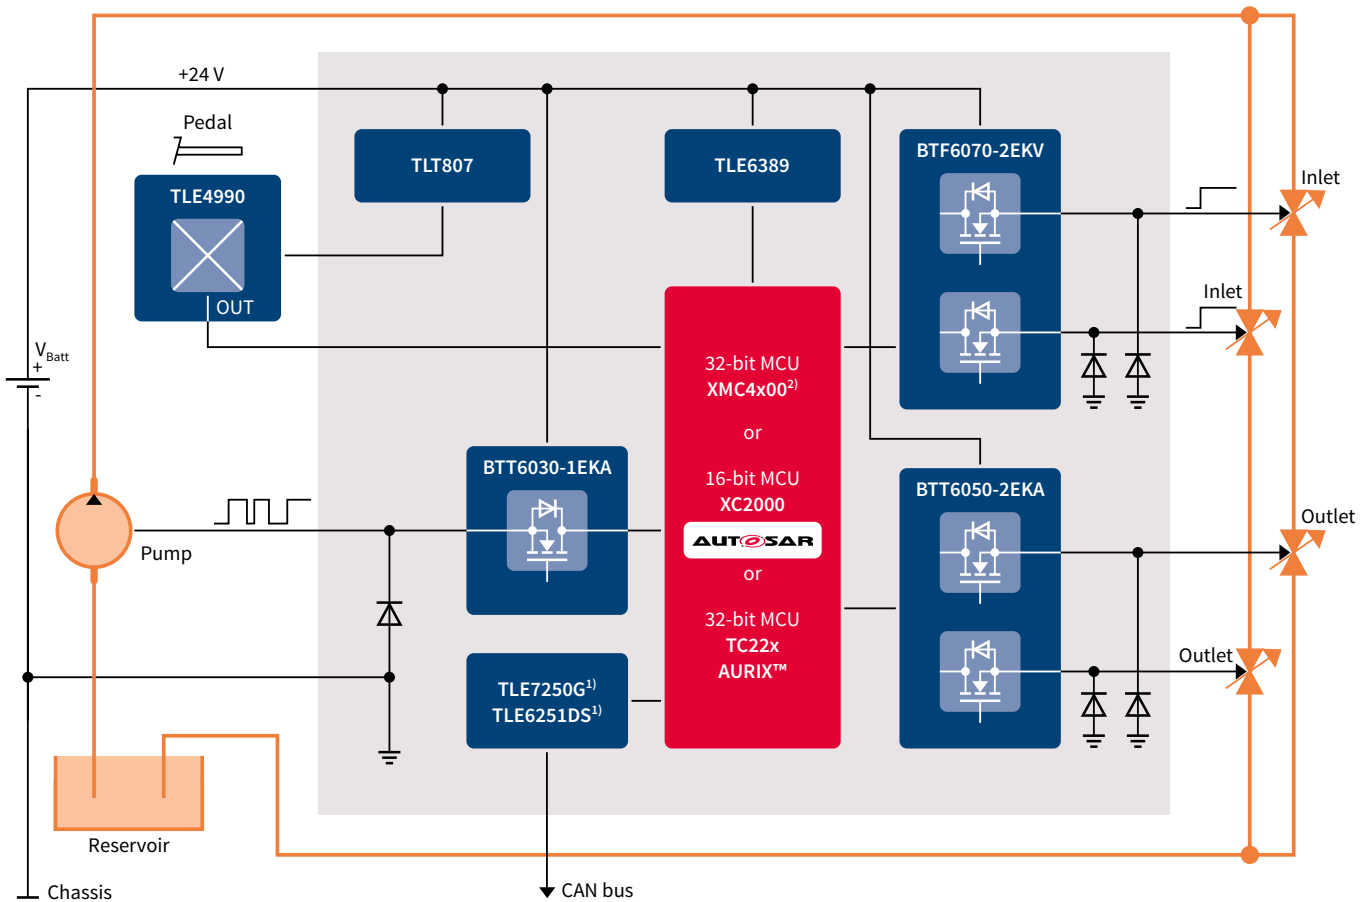 +24 V
Pedal
TLE4990
OUT
TLT807
TLE6389
BTF6070-2EKV
Inlet
Inlet
V_Batt
+
-
32-bit MCU
XMC4x00²⁾
or
16-bit MCU
XC2000
AUTOSAR
or
32-bit MCU
TC22x
AURIX™
BTT6030-1EKA
BTT6050-2EKA
Outlet
Outlet
Pump
TLE7250G¹⁾
TLE6251DS¹⁾
Reservoir
Chassis
CAN bus